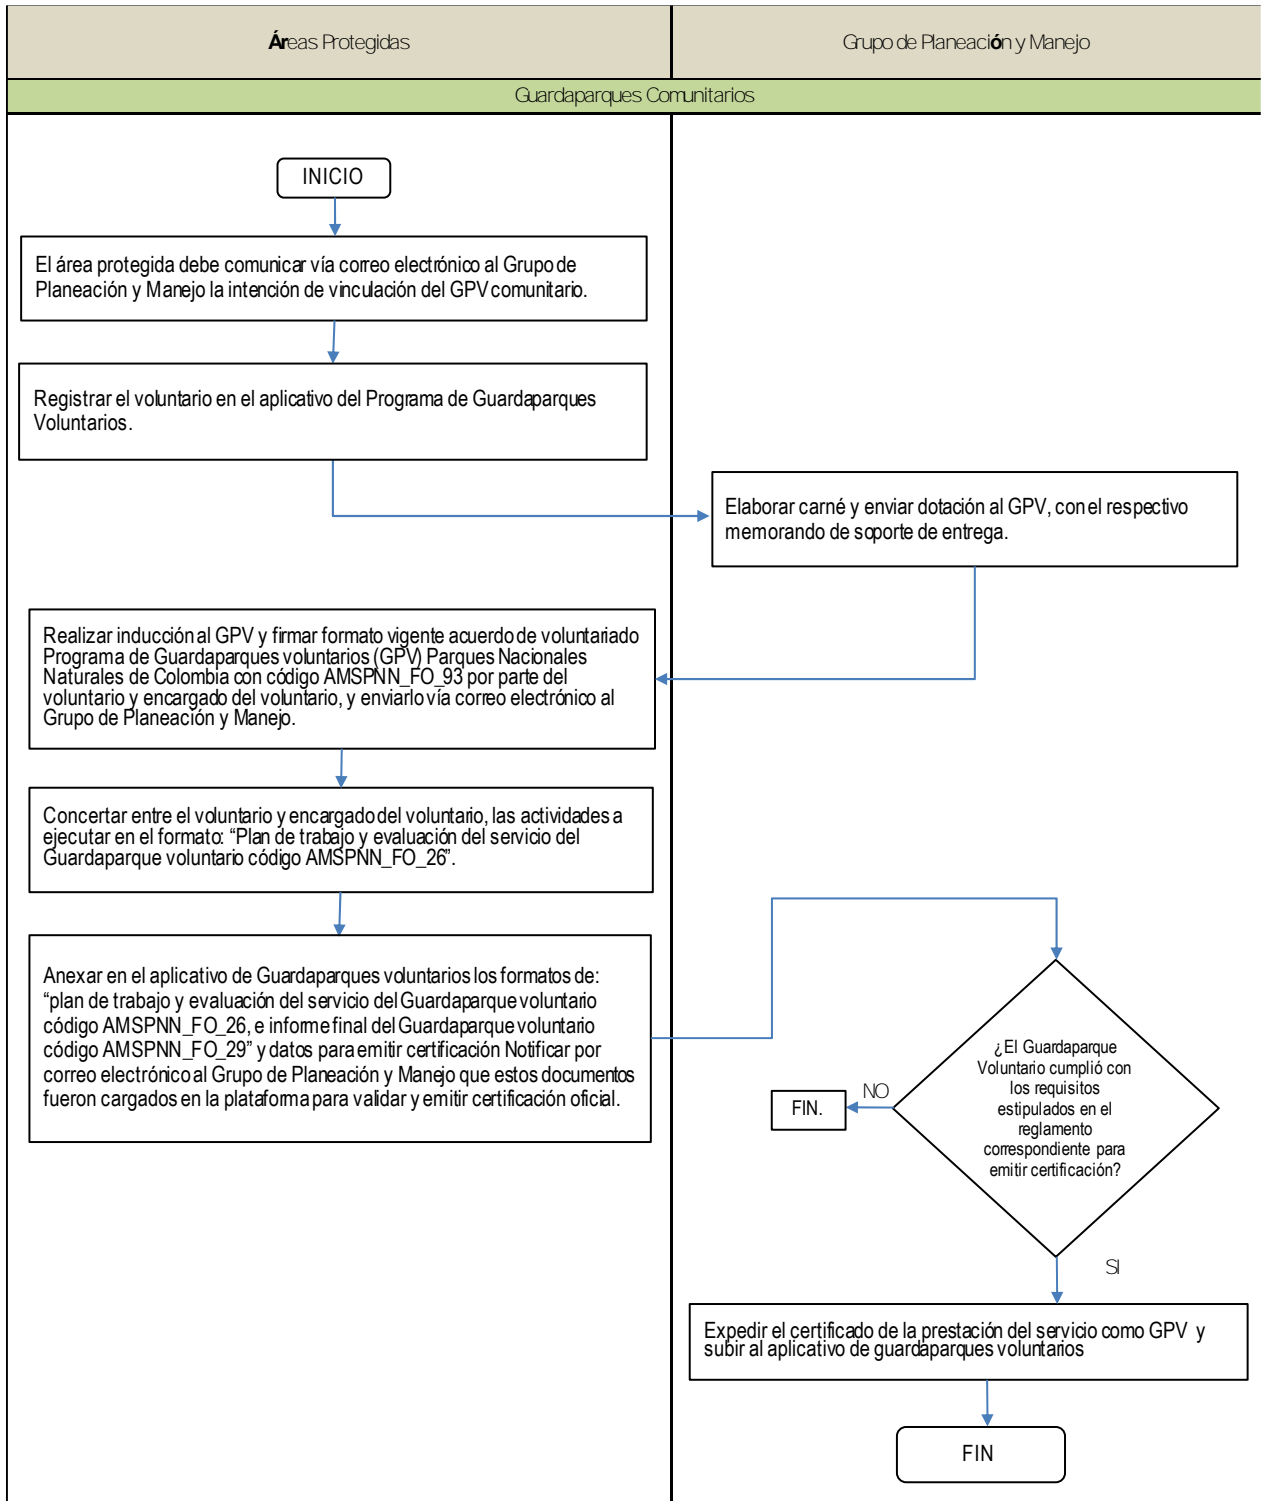 Áreas Protegidas
Grupo de Planeación y Manejo
Guardaparques Comunitarios
INICIO
El área protegida debe comunicar vía correo electrónico al Grupo de
Planeación y Manejo la intención de vinculación del GPV comunitario.
Registrar el voluntario en el aplicativo del Programa de Guardaparques
Voluntarios.
Elaborar carné y enviar dotación al GPV, con el respectivo
memorando de soporte de entrega.
Realizar inducción al GPV y firmar formato vigente acuerdo de voluntariado
Programa de Guardaparques voluntarios (GPV) Parques Nacionales
Naturales de Colombia con código AMSPNN_FO_93 por parte del
voluntario y encargado del voluntario, y enviarlo vía correo electrónico al
Grupo de Planeación y Manejo.
Concertar entre el voluntario y encargado del voluntario, las actividades a
ejecutar en el formato: “Plan de trabajo y evaluación del servicio del
Guardaparque voluntario código AMSPNN_FO_26”.
Anexar en el aplicativo de Guardaparques voluntarios los formatos de:
“plan de trabajo y evaluación del servicio del Guardaparque voluntario
código AMSPNN_FO_26, e informe final del Guardaparque voluntario
código AMSPNN_FO_29” y datos para emitir certificación Notificar por
correo electrónico al Grupo de Planeación y Manejo que estos documentos
fueron cargados en la plataforma para validar y emitir certificación oficial.
¿El Guardaparque
Voluntario cumplió con
los requisitos
estipulados en el
reglamento
correspondiente para
emitir certificación?
NO
FIN.
SI
Expedir el certificado de la prestación del servicio como GPV y
subir al aplicativo de guardaparques voluntarios
FIN